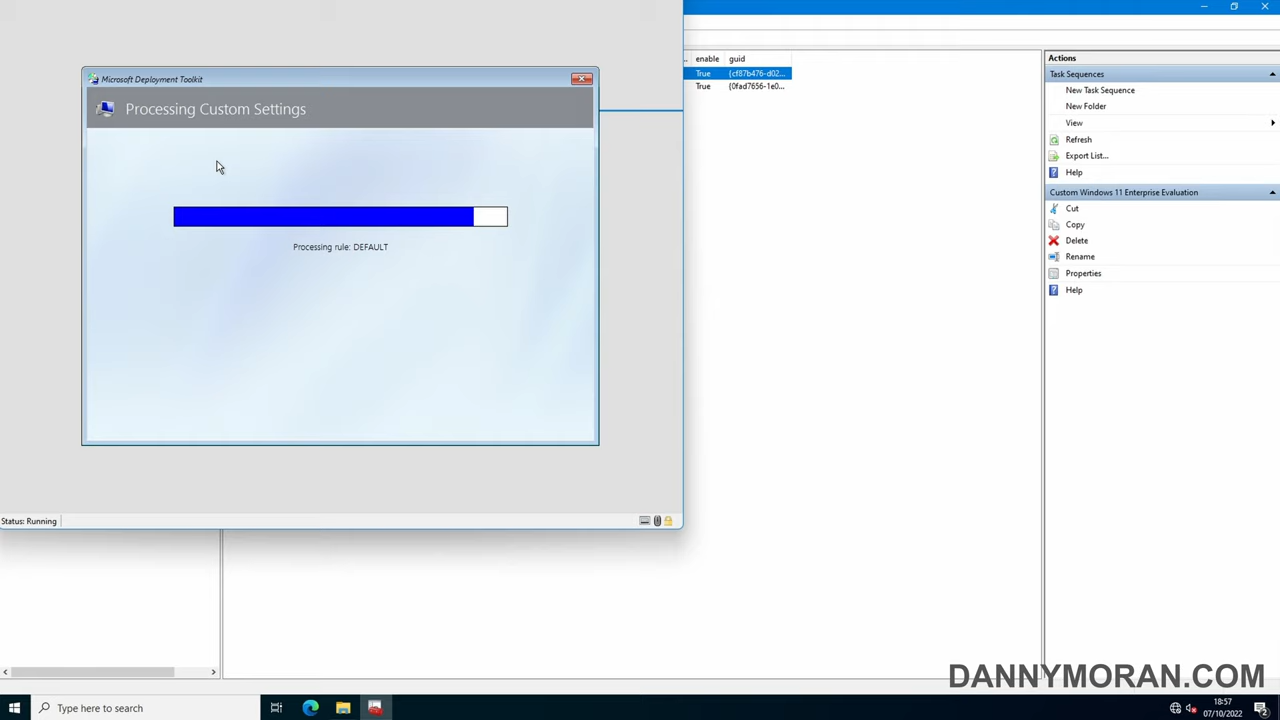 Microsoft Deployment Toolkit
Processing Custom Settings
Processing rule: DEFAULT
Status: Running
... enable guid
True {cf87b476-d02...
True {0fad7656-1e0...
Actions
Task Sequences
New Task Sequence
New Folder
View
Refresh
Export List...
Help
Custom Windows 11 Enterprise Evaluation
Cut
Copy
Delete
Rename
Properties
Help
DANNYMORAN.COM
Type here to search
18:57
07/10/2022
2